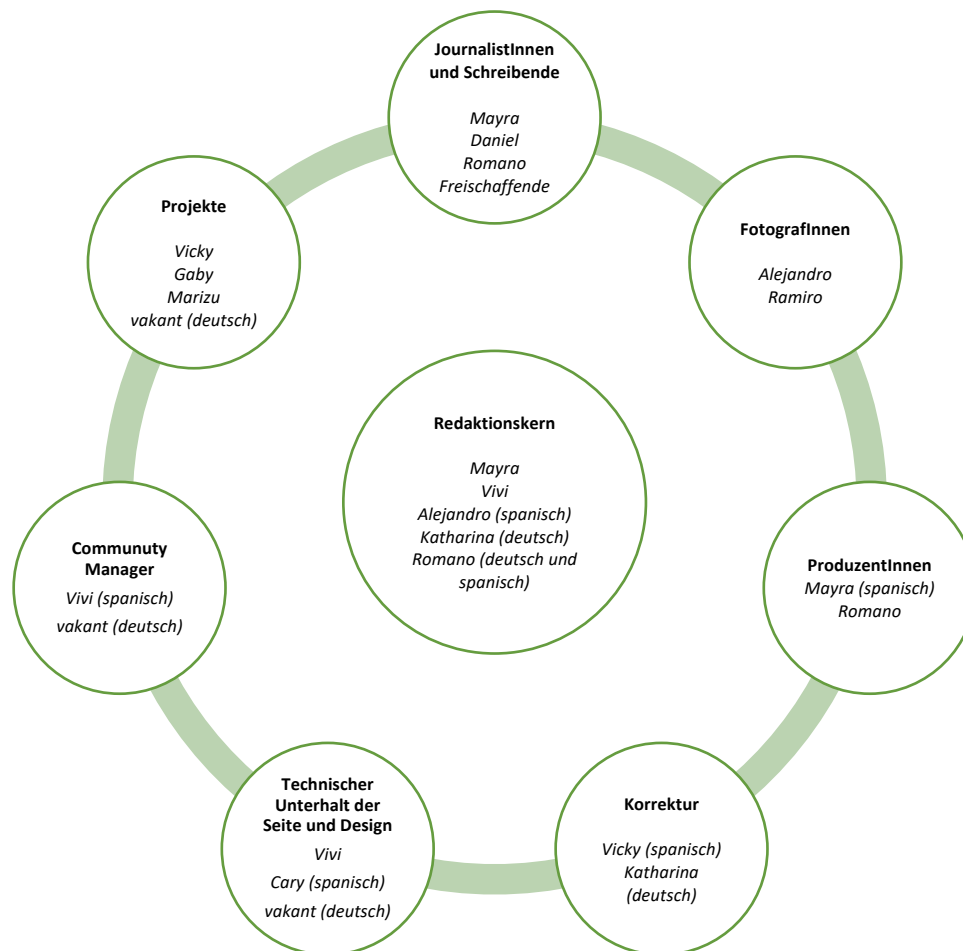 JournalistInnen
und Schreibende
Mayra
Daniel
Romano
Freischaffende
FotografInnen
Alejandro
Ramiro
ProduzentInnen
Mayra (spanisch)
Romano
Korrektur
Vicky (spanisch)
Katharina
(deutsch)
Technischer
Unterhalt der
Seite und Design
Vivi
Cary (spanisch)
vakant (deutsch)
Communuty
Manager
Vivi (spanisch)
vakant (deutsch)
Projekte
Vicky
Gaby
Marizu
vakant (deutsch)
Redaktionskern
Mayra
Vivi
Alejandro (spanisch)
Katharina (deutsch)
Romano (deutsch und
spanisch)